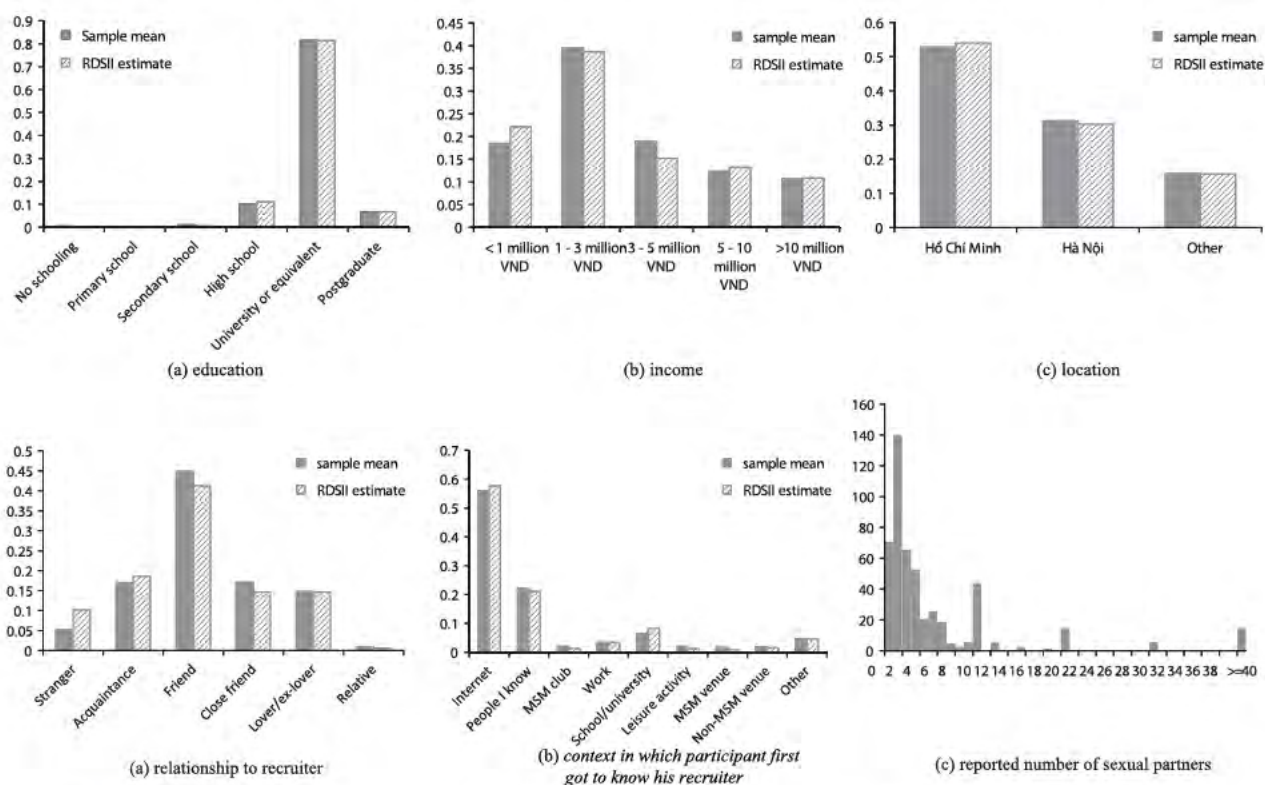 0.9
0.8
0.7
0.6
0.5
0.4
0.3
0.2
0.1
0
Sample mean
RDSII estimate
No schooling
Primary school
Secondary school
High school
University or equivalent
Postgraduate
(a) education
0.45
0.4
0.35
0.3
0.25
0.2
0.15
0.1
0.05
0
sample mean
RDSII estimate
< 1 million 1 - 3 million 3 - 5 million 5 - 10 >10 million
VND VND VND million VND
VND
(b) income
0.6
0.5
0.4
0.3
0.2
0.1
0
sample mean
RDSII estimate
Hồ Chí Minh Hà Nội Other
(c) location
0.5
0.45
0.4
0.35
0.3
0.25
0.2
0.15
0.1
0.05
0
sample mean
RDSII estimate
Stranger
Acquaintance
Friend
Close friend
Lover/ex-lover
Relative
(a) relationship to recruiter
0.7
0.6
0.5
0.4
0.3
0.2
0.1
0
sample mean
RDSII estimate
Internet
People I know
MSM club
Work
School/university
Leisure activity
MSM venue
Non-MSM venue
Other
(b) context in which participant first
got to know his recruiter
160
140
120
100
80
60
40
20
0
0 2 4 6 8 10 12 14 16 18 20 22 24 26 28 30 32 34 36 38 >=40
(c) reported number of sexual partners